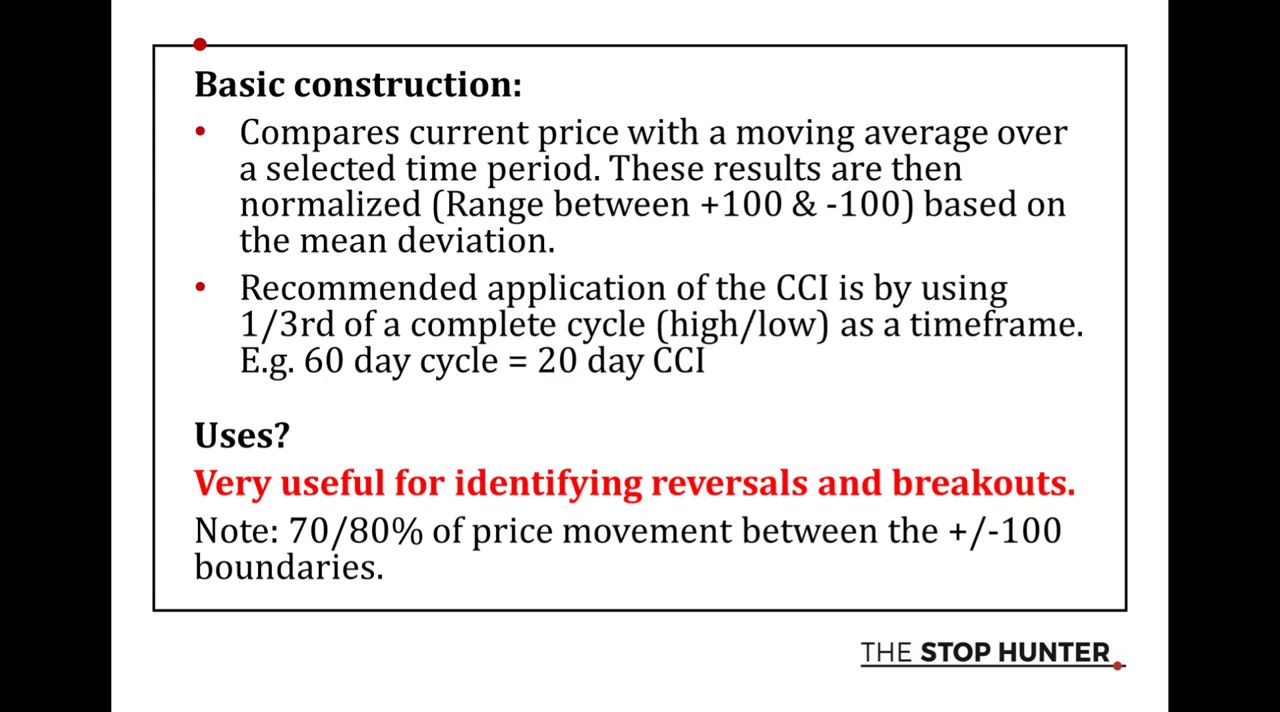 Basic construction:
• Compares current price with a moving average over
a selected time period. These results are then
normalized (Range between +100 & -100) based on
the mean deviation.
• Recommended application of the CCI is by using
1/3rd of a complete cycle (high/low) as a timeframe.
E.g. 60 day cycle = 20 day CCI
Uses?
Very useful for identifying reversals and breakouts.
Note: 70/80% of price movement between the +/-100
boundaries.
THE STOP HUNTER.